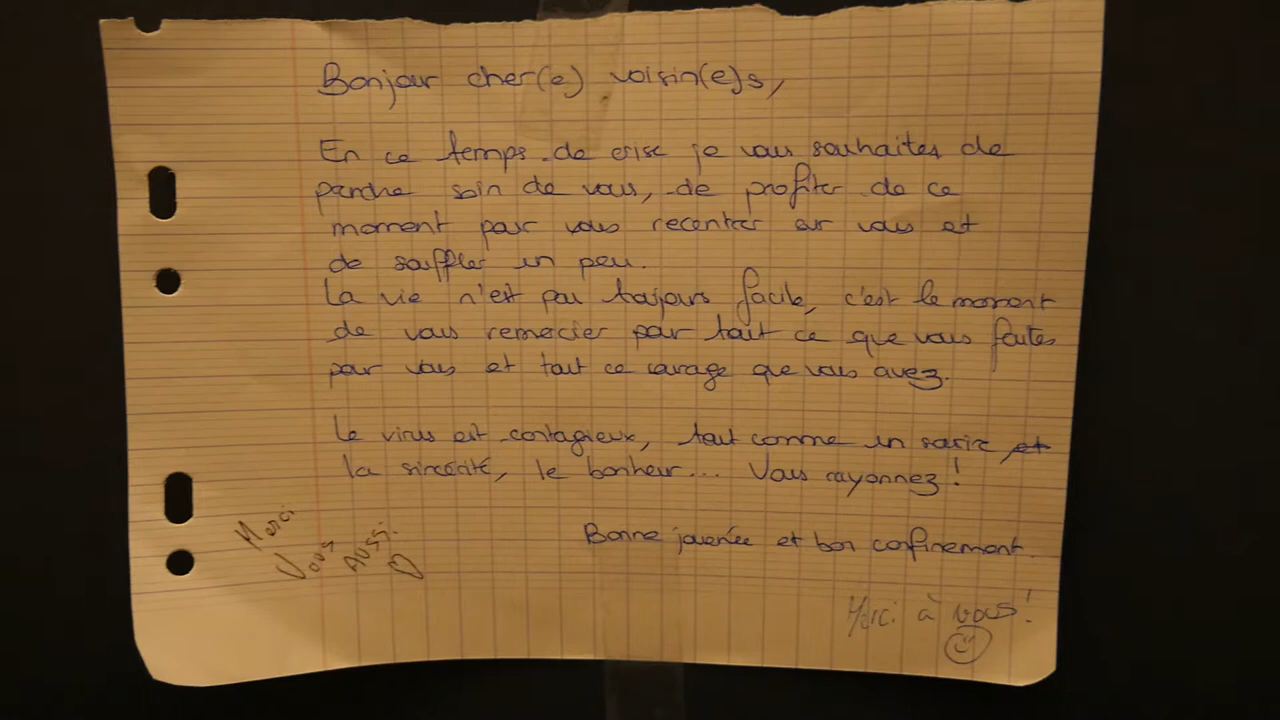 Bonjour cher(e) voisin(e)s,
En ce temps de crise je vous souhaites de
pendre soin de vous, de profiter de ce
moment pour vous recentrer sur vous et
de souffler un peu.
La vie n'est pas toujours facile, c'est le moment
de vous remercier pour tout ce que vous faites
pour vous et tout ce courage que vous avez.
Le virus est contagieux, tout comme un sourire et
la sincérité, le bonheur... Vous rayonnez !
Bonne journée et bon confinement.
Merci
Vous aussi
Merci à vous !